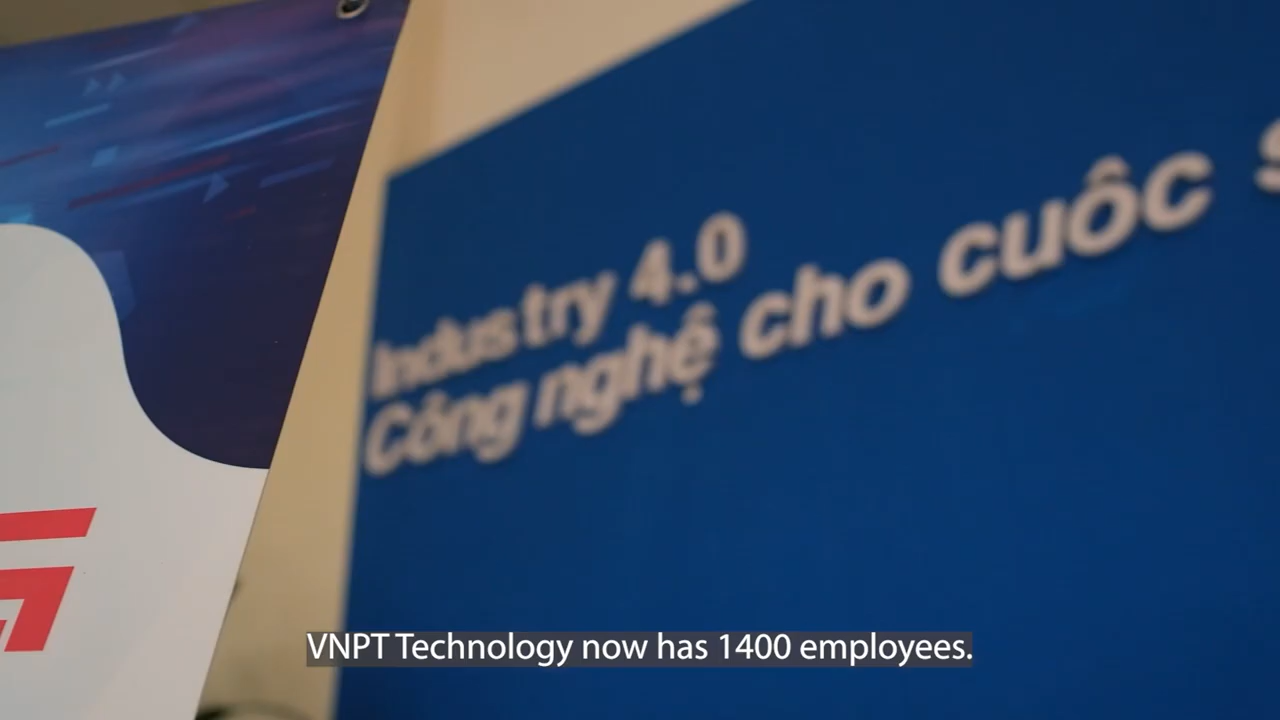 Industry 4.0
Công nghệ cho cuôc
VNPT Technology now has 1400 employees.